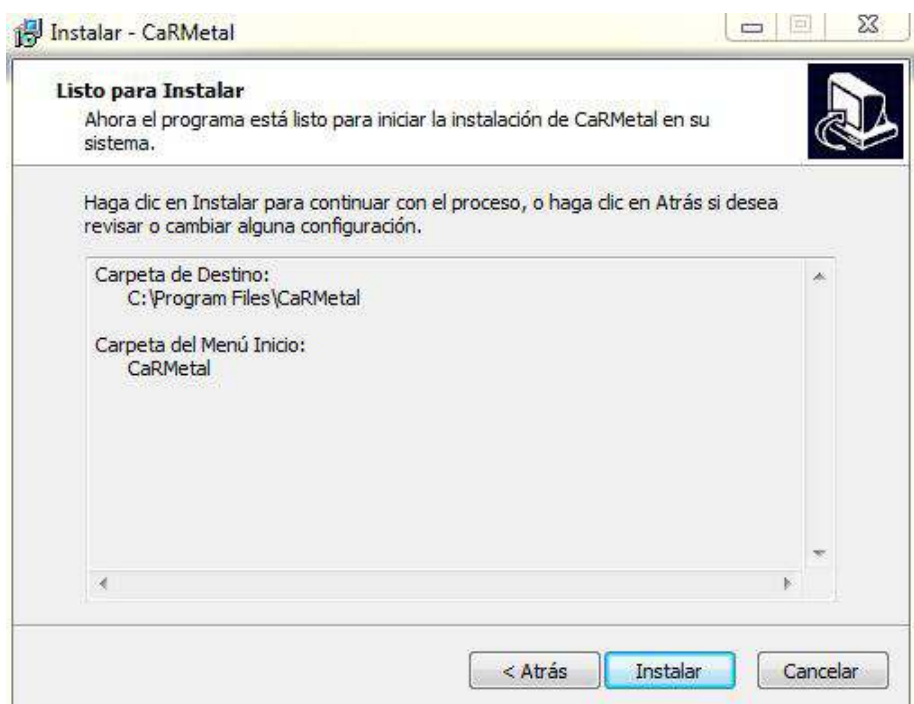 Instalar - CaRMetal
Listo para Instalar
Ahora el programa está listo para iniciar la instalación de CaRMetal en su
sistema.
Haga clic en Instalar para continuar con el proceso, o haga clic en Atrás si desea
revisar o cambiar alguna configuración.
Carpeta de Destino:
C:\Program Files\CaRMetal
Carpeta del Menú Inicio:
CaRMetal
< Atrás Instalar Cancelar